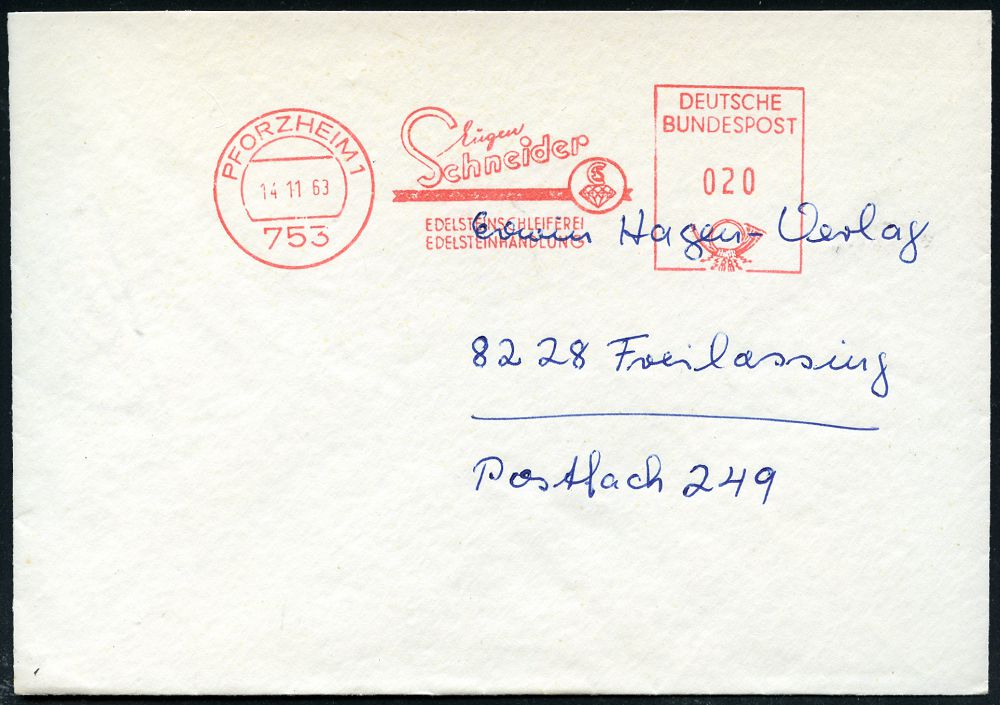 PFORZHEIM 1
14 11 63
753
Eugen
Schneider
ES
EDELSTEINSCHLEIFEREI
EDELSTEINHANDLUNG
DEUTSCHE
BUNDESPOST
020
Erwin Hagen-Verlag
8228 Freilassing
Postfach 249